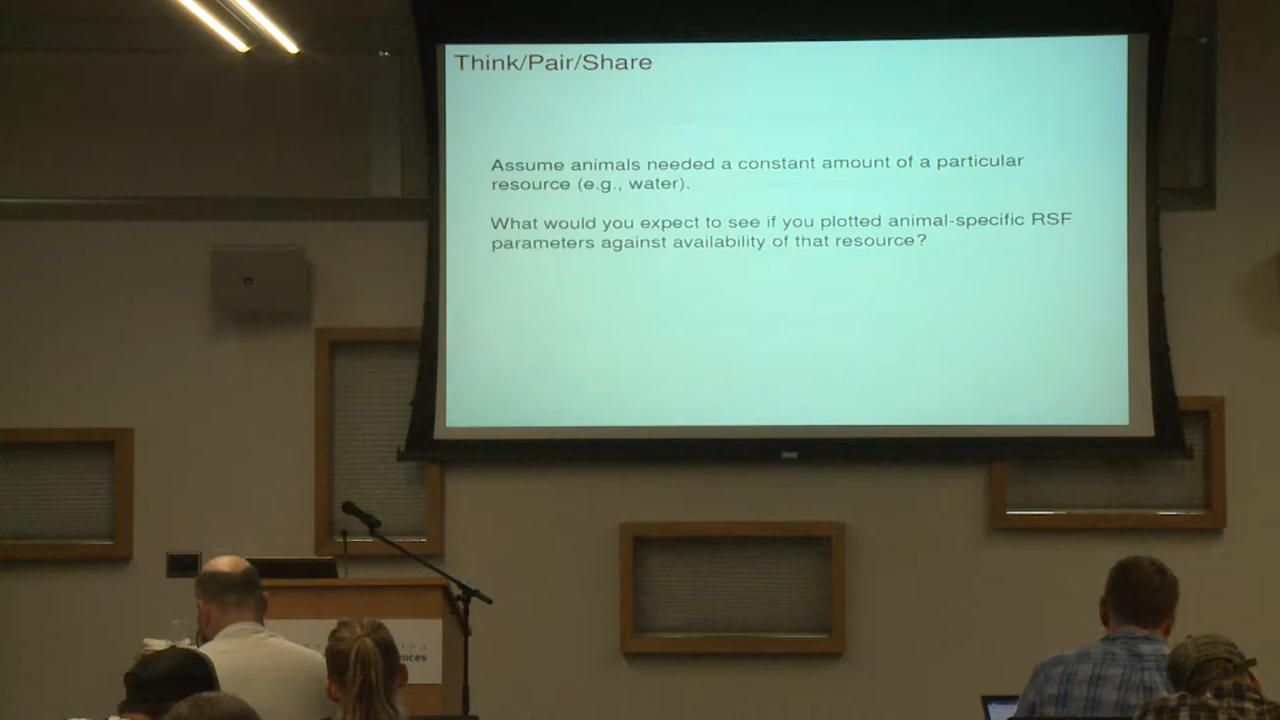 Think/Pair/Share
Assume animals needed a constant amount of a particular
resource (e.g., water).
What would you expect to see if you plotted animal-specific RSF
parameters against availability of that resource?